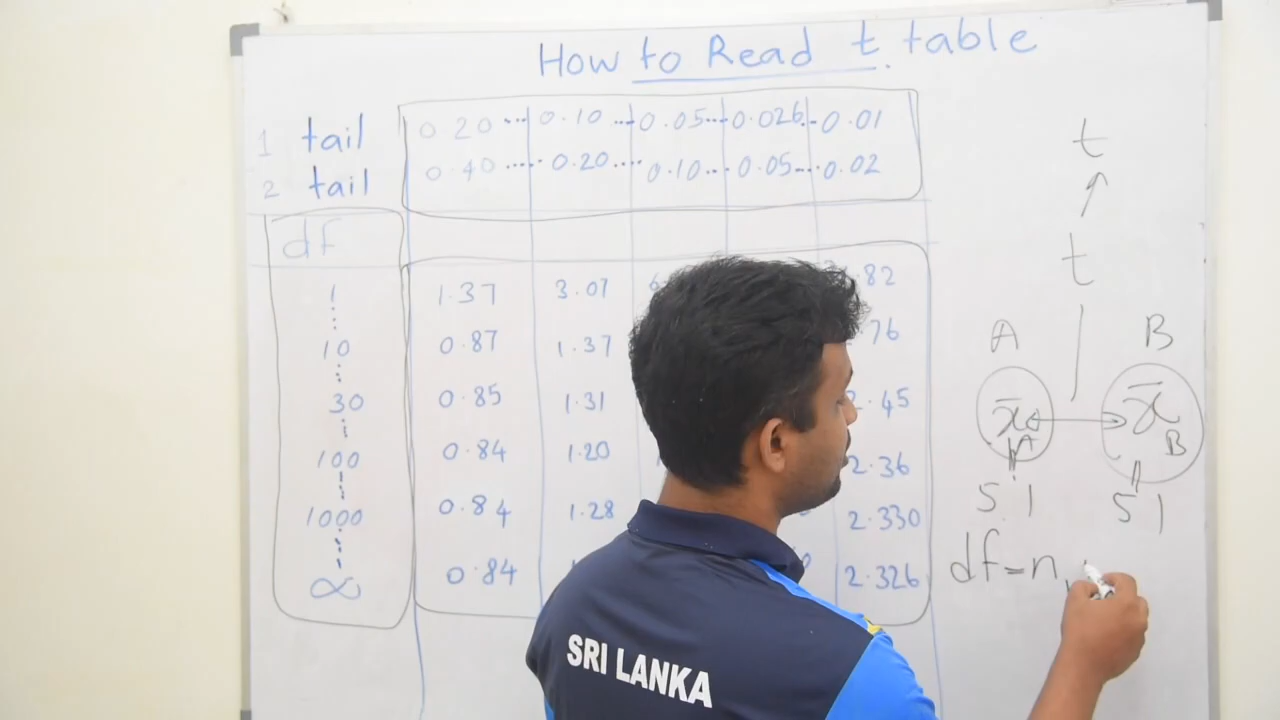 How to Read t table
1 tail 0.20 ... 0.10 ... 0.05 ... 0.026 .. 0.01
2 tail 0.40 ..... 0.20 .... 0.10 ... 0.05 ... 0.02
df
1 1.37 3.07 .82
10 0.87 1.37 .76
30 0.85 1.31 2.45
100 0.84 1.20 2.36
1000 0.84 1.28 2.330
∞ 0.84 2.326
t
t
A B
x̄A x̄B
51 51
df=n
SRI LANKA